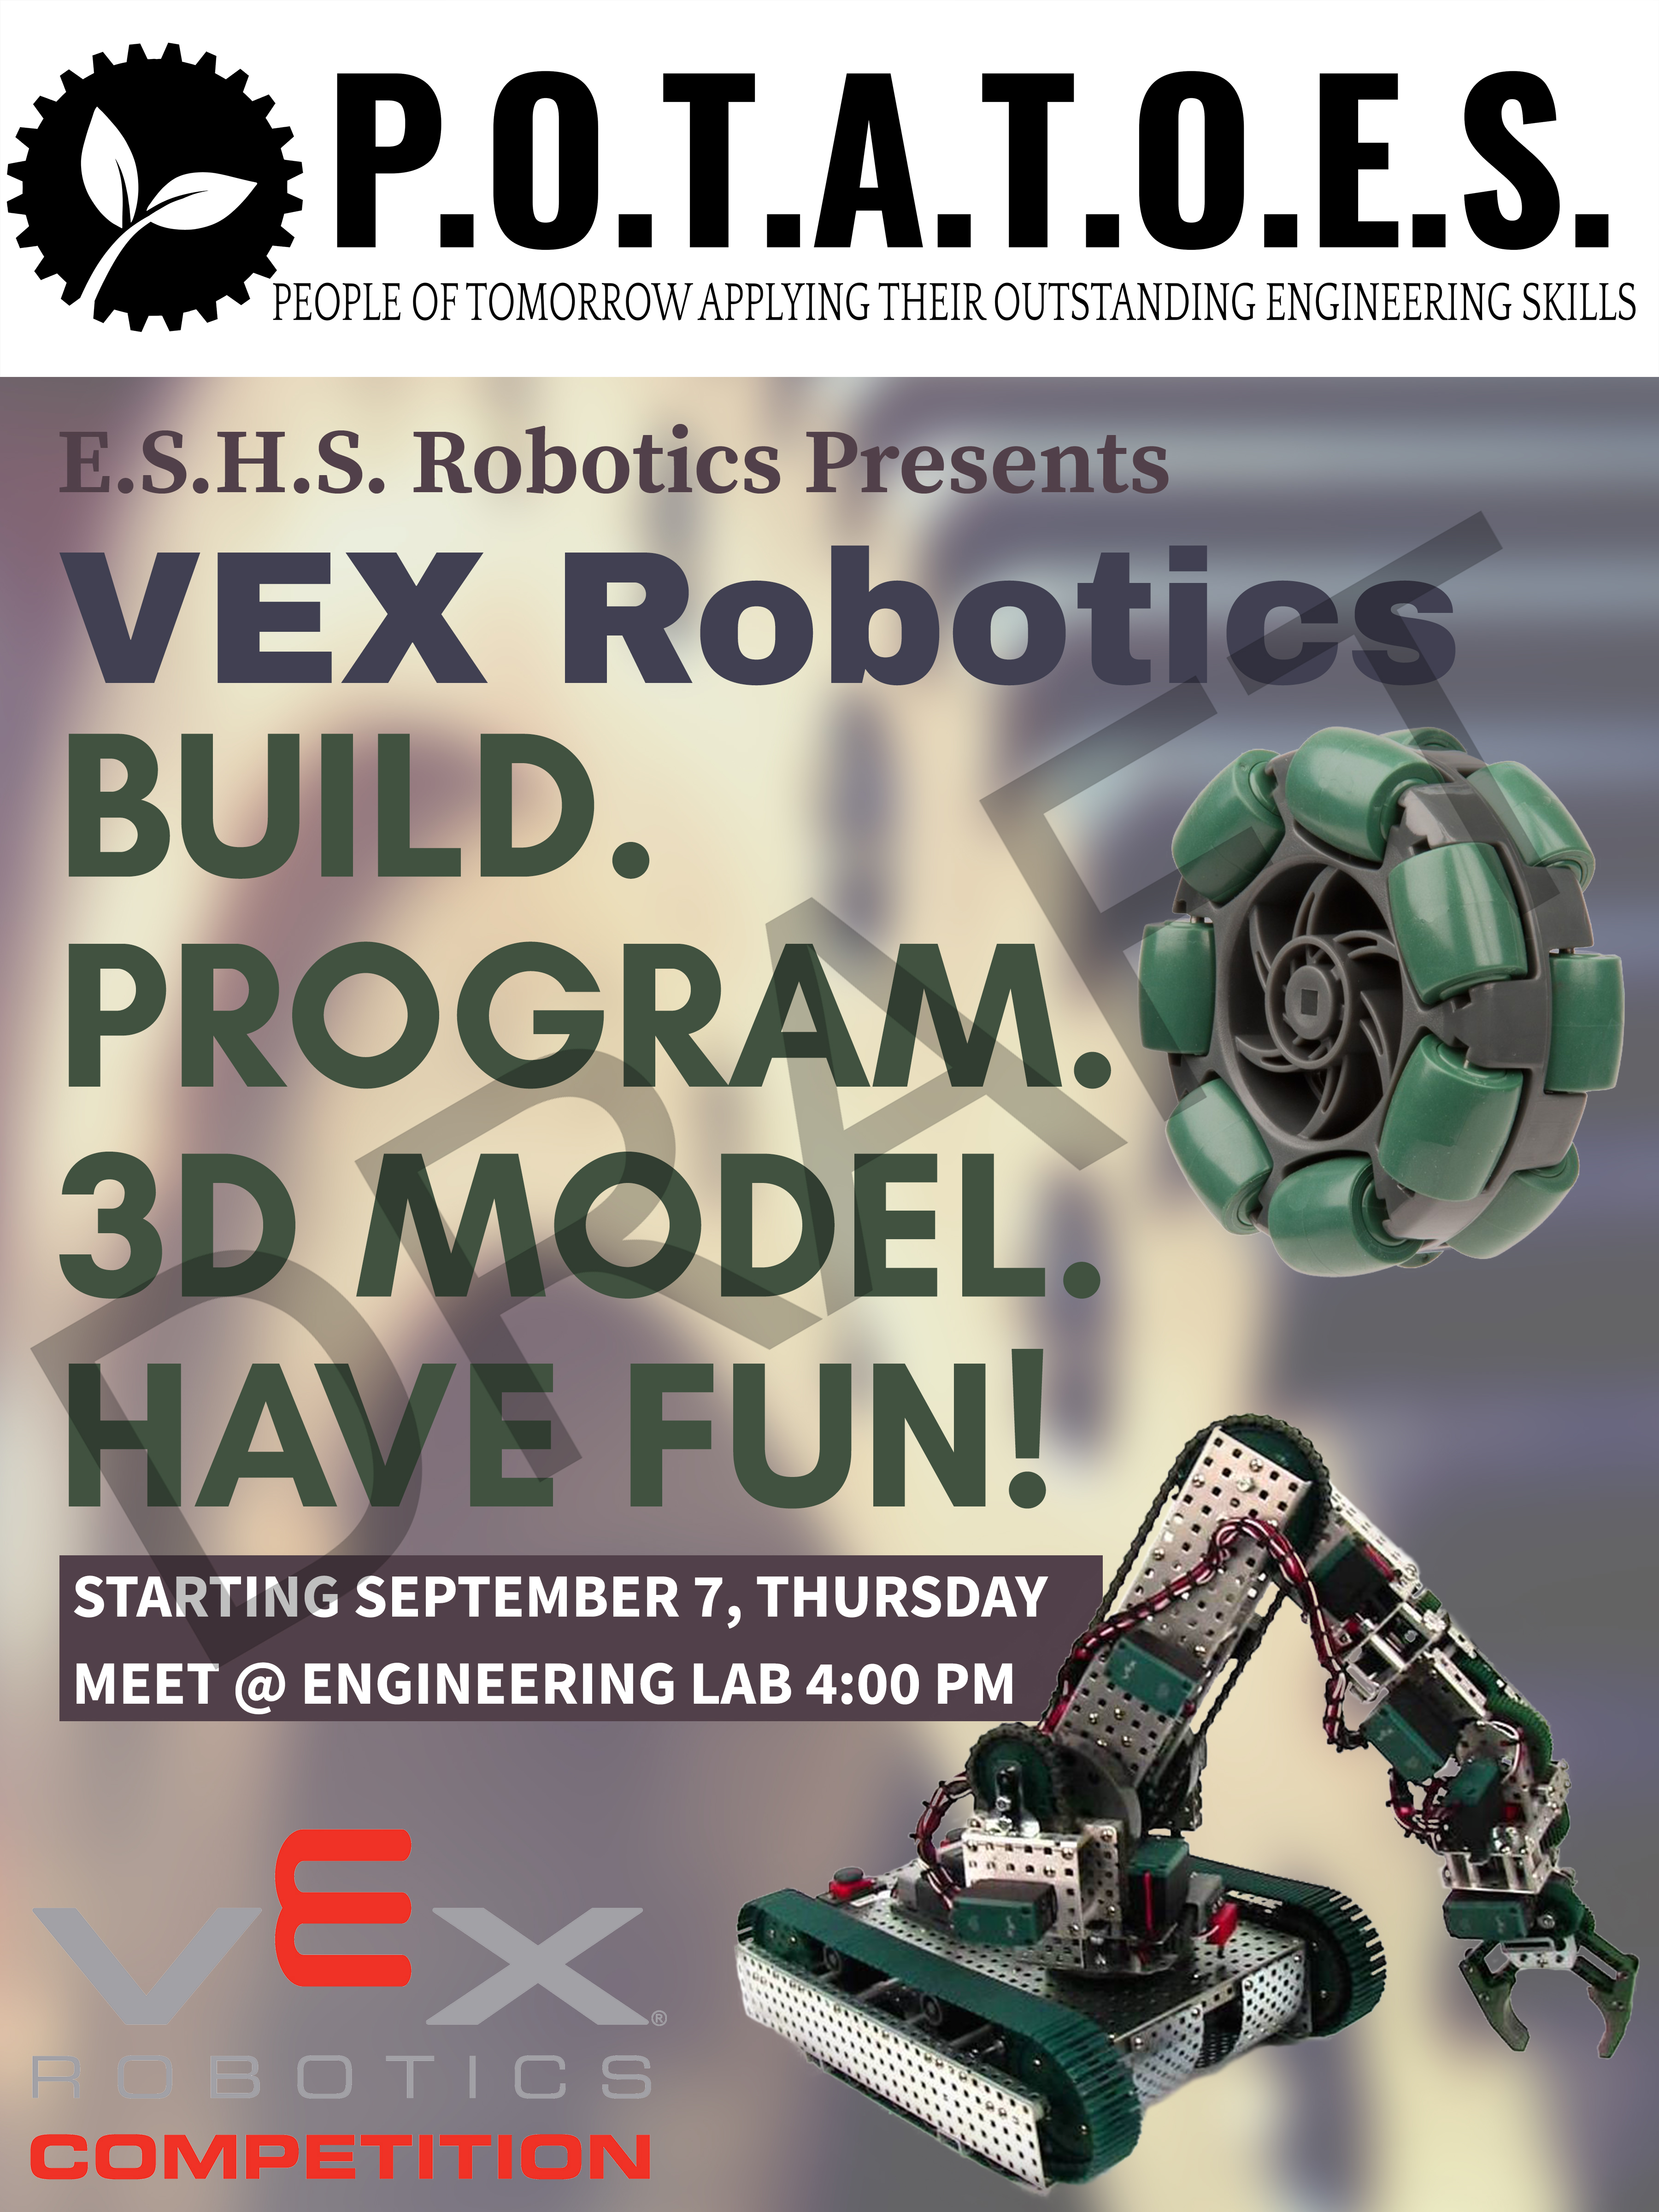 P.O.T.A.T.O.E.S.
PEOPLE OF TOMORROW APPLYING THEIR OUTSTANDING ENGINEERING SKILLS
E.S.H.S. Robotics Presents
VEX Robotics
BUILD.
PROGRAM.
3D MODEL.
HAVE FUN!
DRAFT
STARTING SEPTEMBER 7, THURSDAY
MEET @ ENGINEERING LAB 4:00 PM
VEX®
ROBOTICS
COMPETITION